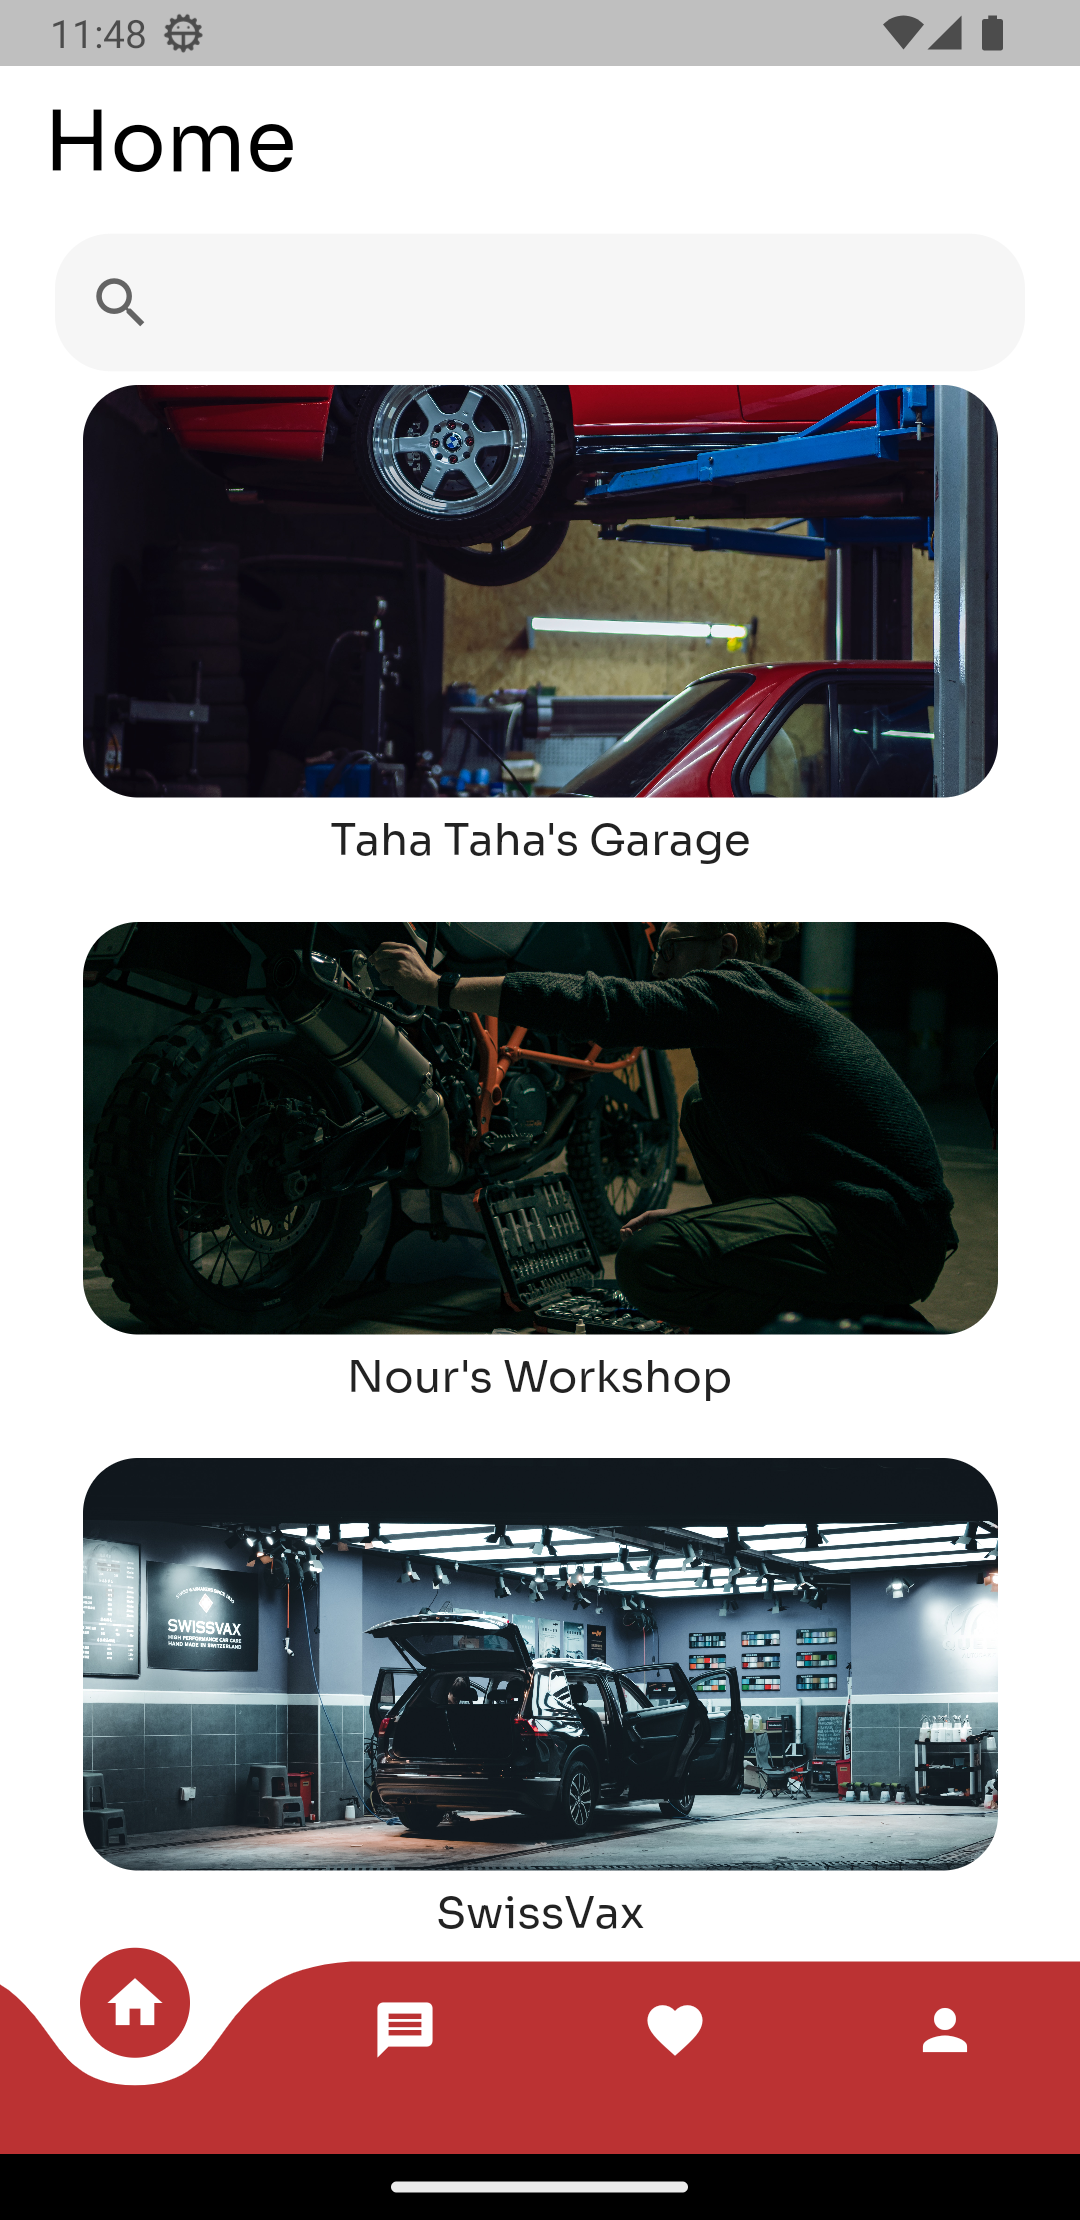 11:48
Home
Taha Taha's Garage
Nour's Workshop
SWISSVAX
HIGH PERFORMANCE CAR CARE
HAND MADE IN SWITZERLAND
SwissVax